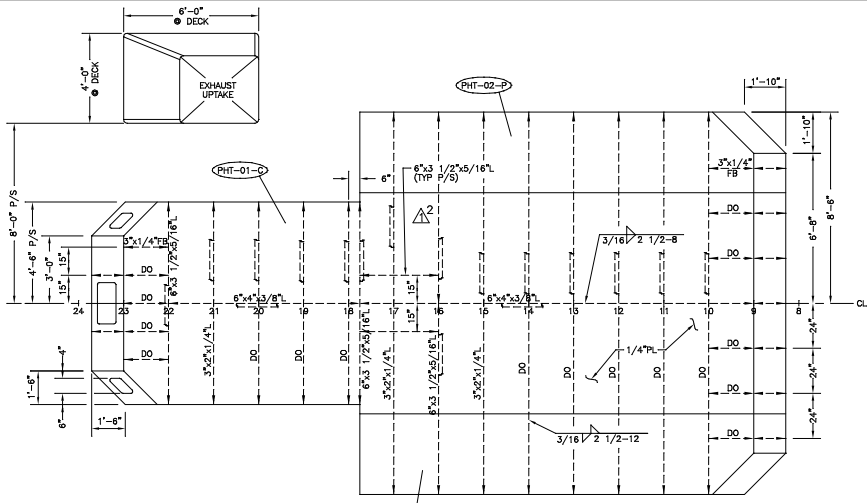 6'-0"
@ DECK
4'-0"
@ DECK
EXHAUST
UPTAKE
PHT-02-P
1'-10"
1'-10"
8'-0" P/S
PHT-01-C
6"
6"x3 1/2"x5/16"L
(TYP P/S)
3"x1/4"
FB
2
1
DO
6'-8"
8'-6"
4'-6" P/S
3'-0"
15"
15"
3"x1/4"FB
DO
DO
6"x3 1/2"x5/16"L
3/16
2 1/2-8
DO
15"
15"
6"x4"x3/8"L
6"x4"x3/8"L
CL
24
23
22
21
20
19
18
17
16
15
14
13
12
11
10
9
8
DO
DO
3"x2"x1/4"L
DO
DO
DO
6"x3 1/2"x5/16"L
3"x2"x1/4"L
6"x3 1/2"x5/16"L
3"x2"x1/4"L
DO
DO
DO
DO
DO
1/4"PL
DO
DO
DO
24"
24"
24"
4"
1'-6"
6"
1'-6"
3/16
2 1/2-12